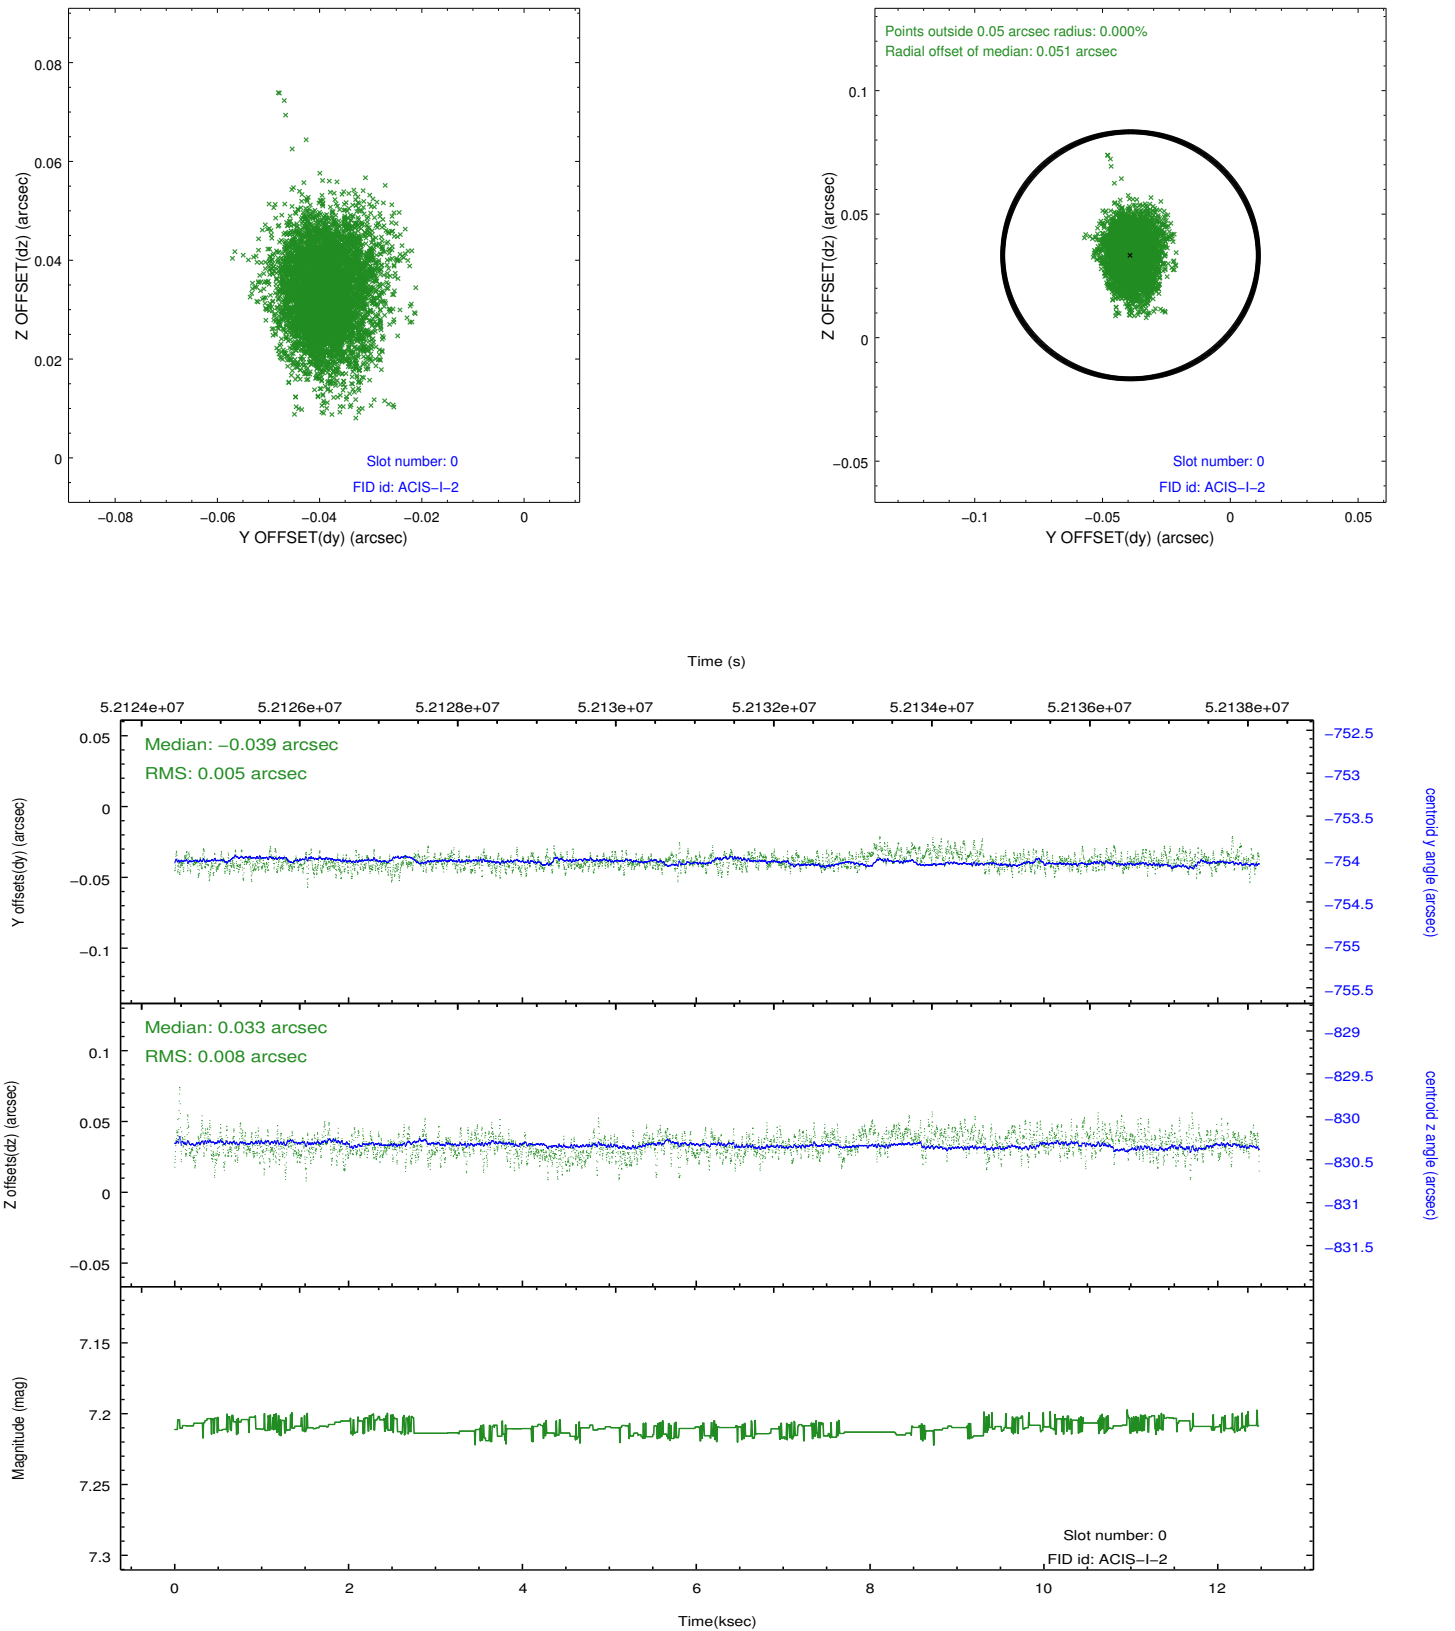 0.08
0.06
0.04
0.02
0
Z OFFSET(dz) (arcsec)
Slot number: 0
FID id: ACIS−I−2
−0.08 −0.06 −0.04 −0.02 0
Y OFFSET(dy) (arcsec)
Points outside 0.05 arcsec radius: 0.000%
Radial offset of median: 0.051 arcsec
0.1
0.05
0
−0.05
Z OFFSET(dz) (arcsec)
Slot number: 0
FID id: ACIS−I−2
−0.1 −0.05 0 0.05
Y OFFSET(dy) (arcsec)
Time (s)
5.2124e+07 5.2126e+07 5.2128e+07 5.213e+07 5.2132e+07 5.2134e+07 5.2136e+07 5.2138e+07
Median: −0.039 arcsec
RMS: 0.005 arcsec
0.05
0
−0.05
−0.1
Y offsets(dy) (arcsec)
−752.5
−753
−753.5
−754
−754.5
−755
−755.5
centroid y angle (arcsec)
Median: 0.033 arcsec
RMS: 0.008 arcsec
0.1
0.05
0
−0.05
Z offsets(dz) (arcsec)
−829
−829.5
−830
−830.5
−831
−831.5
centroid z angle (arcsec)
7.15
7.2
7.25
7.3
Magnitude (mag)
Slot number: 0
FID id: ACIS−I−2
0 2 4 6 8 10 12
Time(ksec)